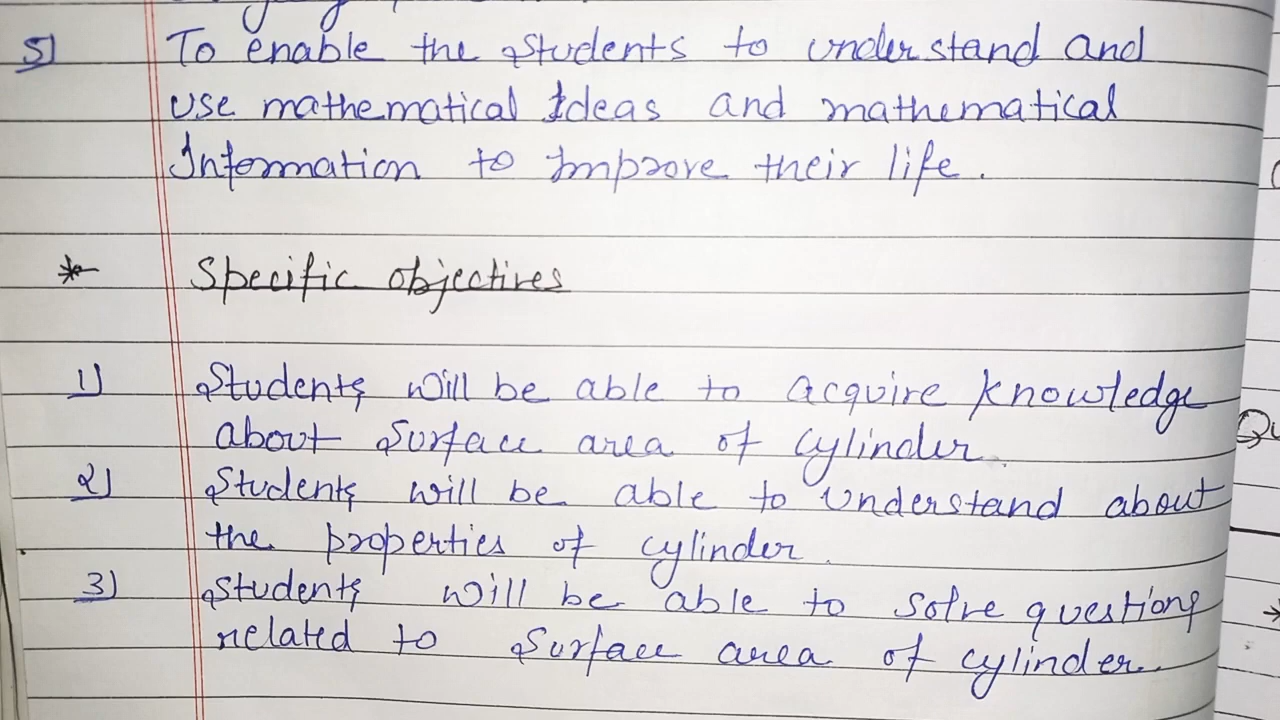 5) To enable the students to understand and
use mathematical Ideas and mathematical
Information to Improve their life.
* Specific objectives
1) Students will be able to acquire knowledge
about surface area of cylinder.
2) Students will be able to understand about
the properties of cylinder.
3) Students will be able to solve questions
related to surface area of cylinder.